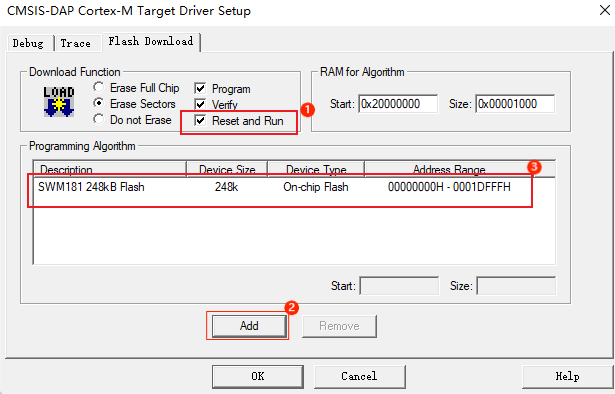 CMSIS-DAP Cortex-M Target Driver Setup
Debug Trace Flash Download
Download Function
LOAD
Erase Full Chip
Erase Sectors
Do not Erase
Program
Verify
Reset and Run
1
RAM for Algorithm
Start: 0x20000000 Size: 0x00001000
Programming Algorithm
Description Device Size Device Type Address Range
3
SWM181 248kB Flash 248k On-chip Flash 00000000H - 0001DFFFH
Start: Size:
2
Add Remove
OK Cancel Help